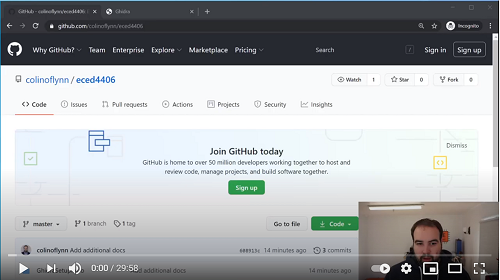 GitHub - colinoflynn/eced4406:
Ghidra
github.com/colinoflynn/eced4406
Incognito
Why GitHub? Team Enterprise Explore Marketplace Pricing Search / Sign in Sign up
colinoflynn / eced4406
Watch 1 Star 0 Fork 0
Code Issues Pull requests Actions Projects Security Insights
Join GitHub today
Dismiss
GitHub is home to over 50 million developers working together to host and
review code, manage projects, and build software together.
Sign up
master 1 branch 1 tag Go to file Code
colinoflynn Add additional docs 14 minutes ago 3 commits
Add additional docs 14 minutes ago
0:00 / 29:58